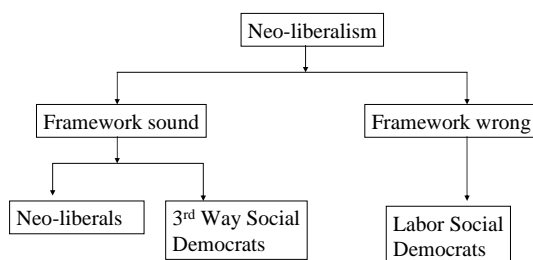 Neo-liberalism
Framework sound
Framework wrong
Neo-liberals
3rd Way Social
Democrats
Labor Social
Democrats